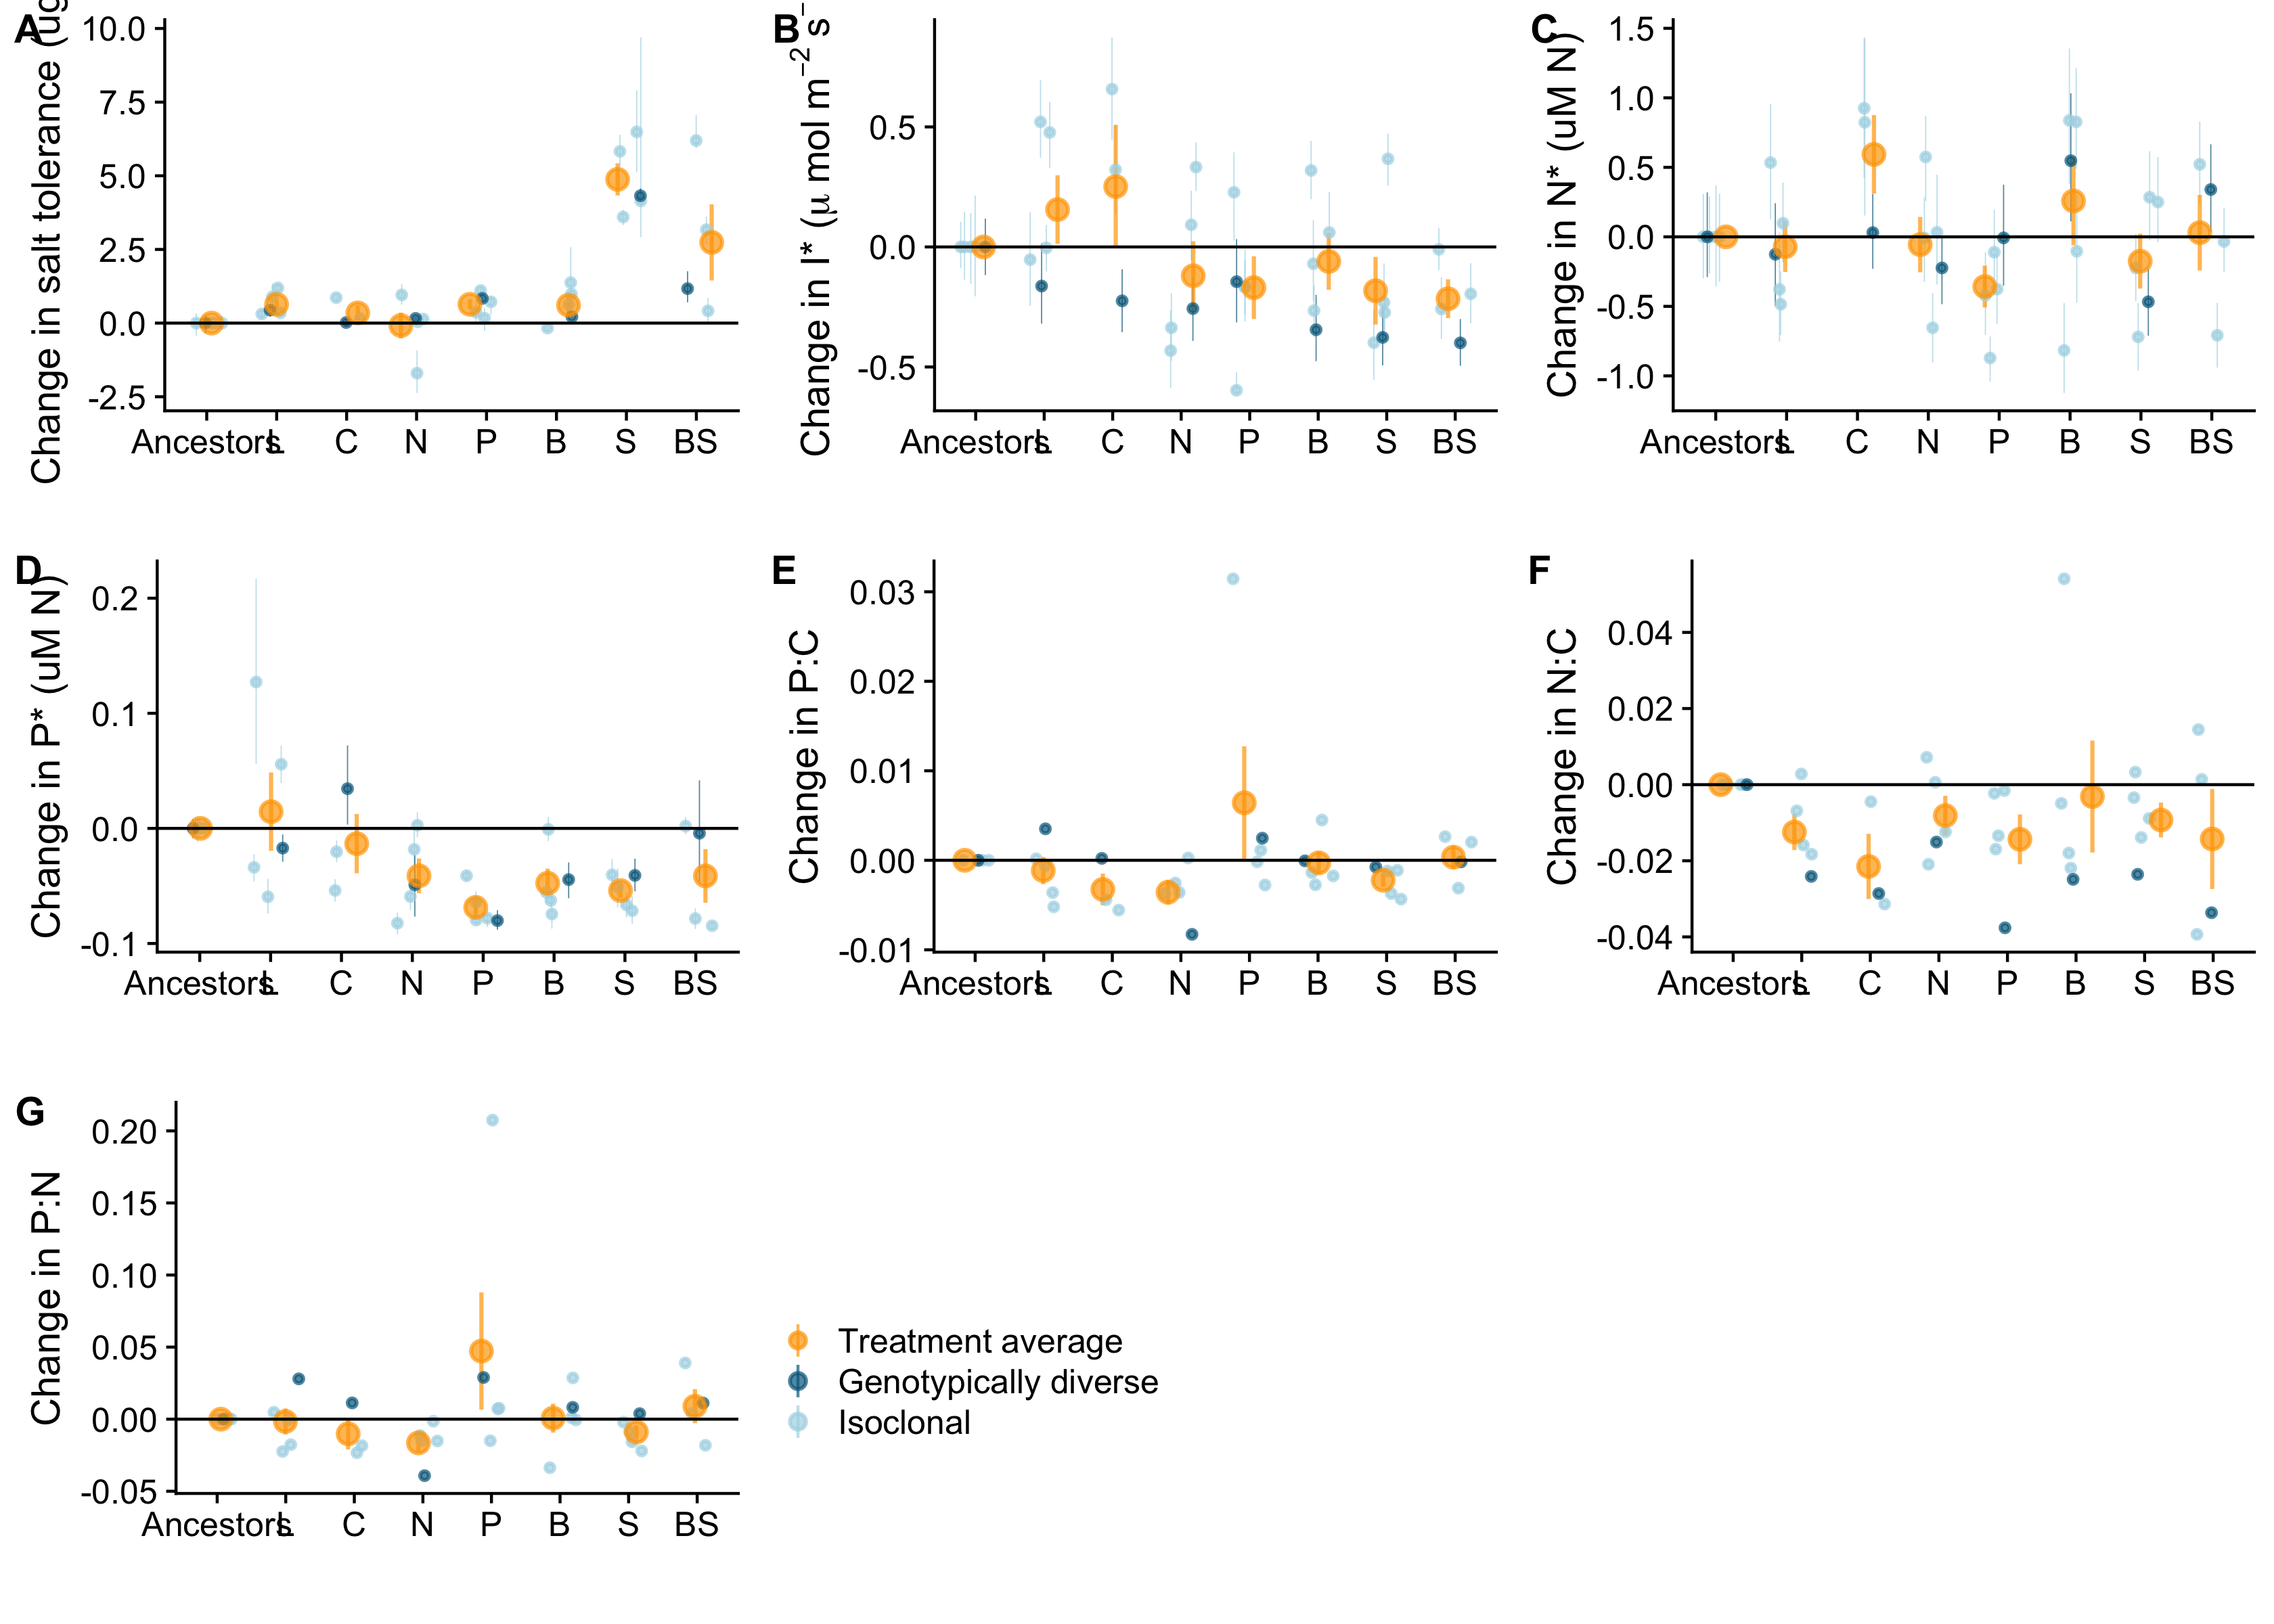 A
Change in salt tolerance (ug
10.0
7.5
5.0
2.5
0.0
-2.5
Ancestors L C N P B S BS
B
Change in I* (μ mol m−2 s−
0.5
0.0
-0.5
Ancestors L C N P B S BS
C
Change in N* (uM N)
1.5
1.0
0.5
0.0
-0.5
-1.0
Ancestors L C N P B S BS
D
Change in P* (uM N)
0.2
0.1
0.0
-0.1
Ancestors L C N P B S BS
E
Change in P:C
0.03
0.02
0.01
0.00
-0.01
Ancestors L C N P B S BS
F
Change in N:C
0.04
0.02
0.00
-0.02
-0.04
Ancestors L C N P B S BS
G
Change in P:N
0.20
0.15
0.10
0.05
0.00
-0.05
Ancestors L C N P B S BS
Treatment average
Genotypically diverse
Isoclonal